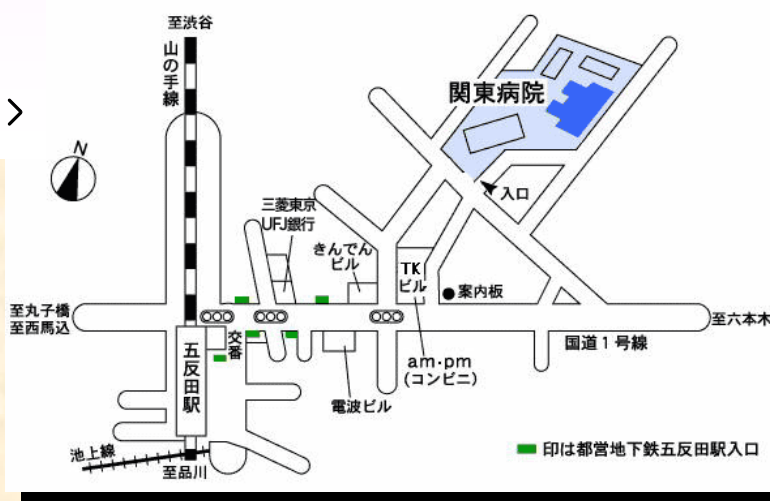 至渋谷
山の手線
N
関東病院
入口
三菱東京
UFJ銀行
きんでん
ビル
TK
ビル
案内板
至丸子橋
至西馬込
至六本木
交番
国道1号線
五反田駅
am·pm
(コンビニ)
電波ビル
池上線
至品川
印は都営地下鉄五反田駅入口